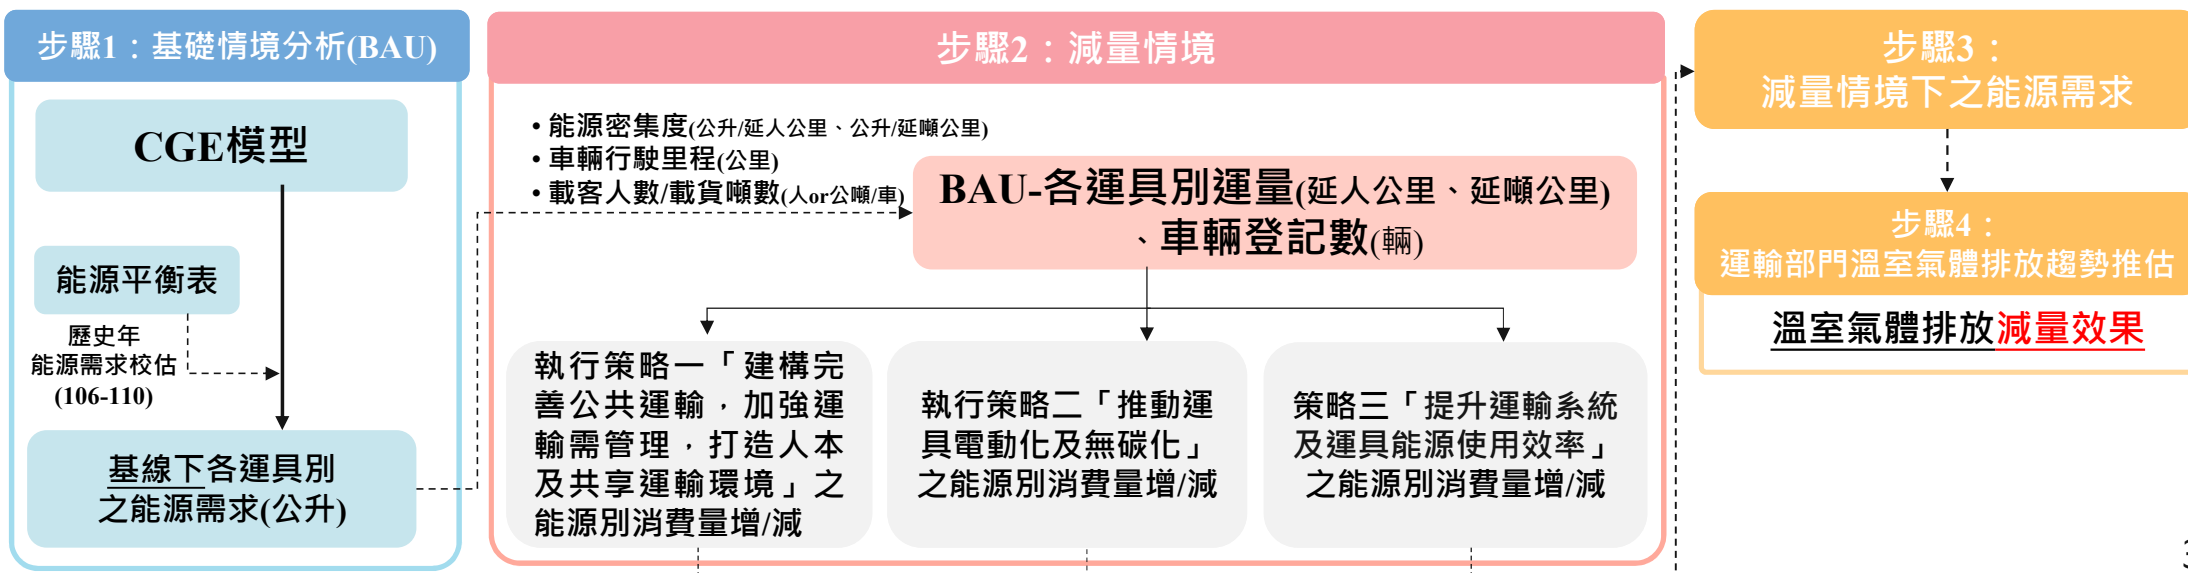 步驟1：基礎情境分析(BAU)
CGE模型
能源平衡表
歷史年
能源需求校估
(106-110)
基線下各運具別
之能源需求(公升)
步驟2：減量情境
•能源密集度(公升/延人公里、公升/延噸公里)
•車輛行駛里程(公里)
•載客人數/載貨噸數(人or公噸/車)
BAU-各運具別運量(延人公里、延噸公里)
、車輛登記數(輛)
執行策略一「建構完
善公共運輸，加強運
輸需管理，打造人本
及共享運輸環境」之
能源別消費量增/減
執行策略二「推動運
具電動化及無碳化」
之能源別消費量增/減
策略三「提升運輸系統
及運具能源使用效率」
之能源別消費量增/減
步驟3：
減量情境下之能源需求
步驟4：
運輸部門溫室氣體排放趨勢推估
溫室氣體排放減量效果